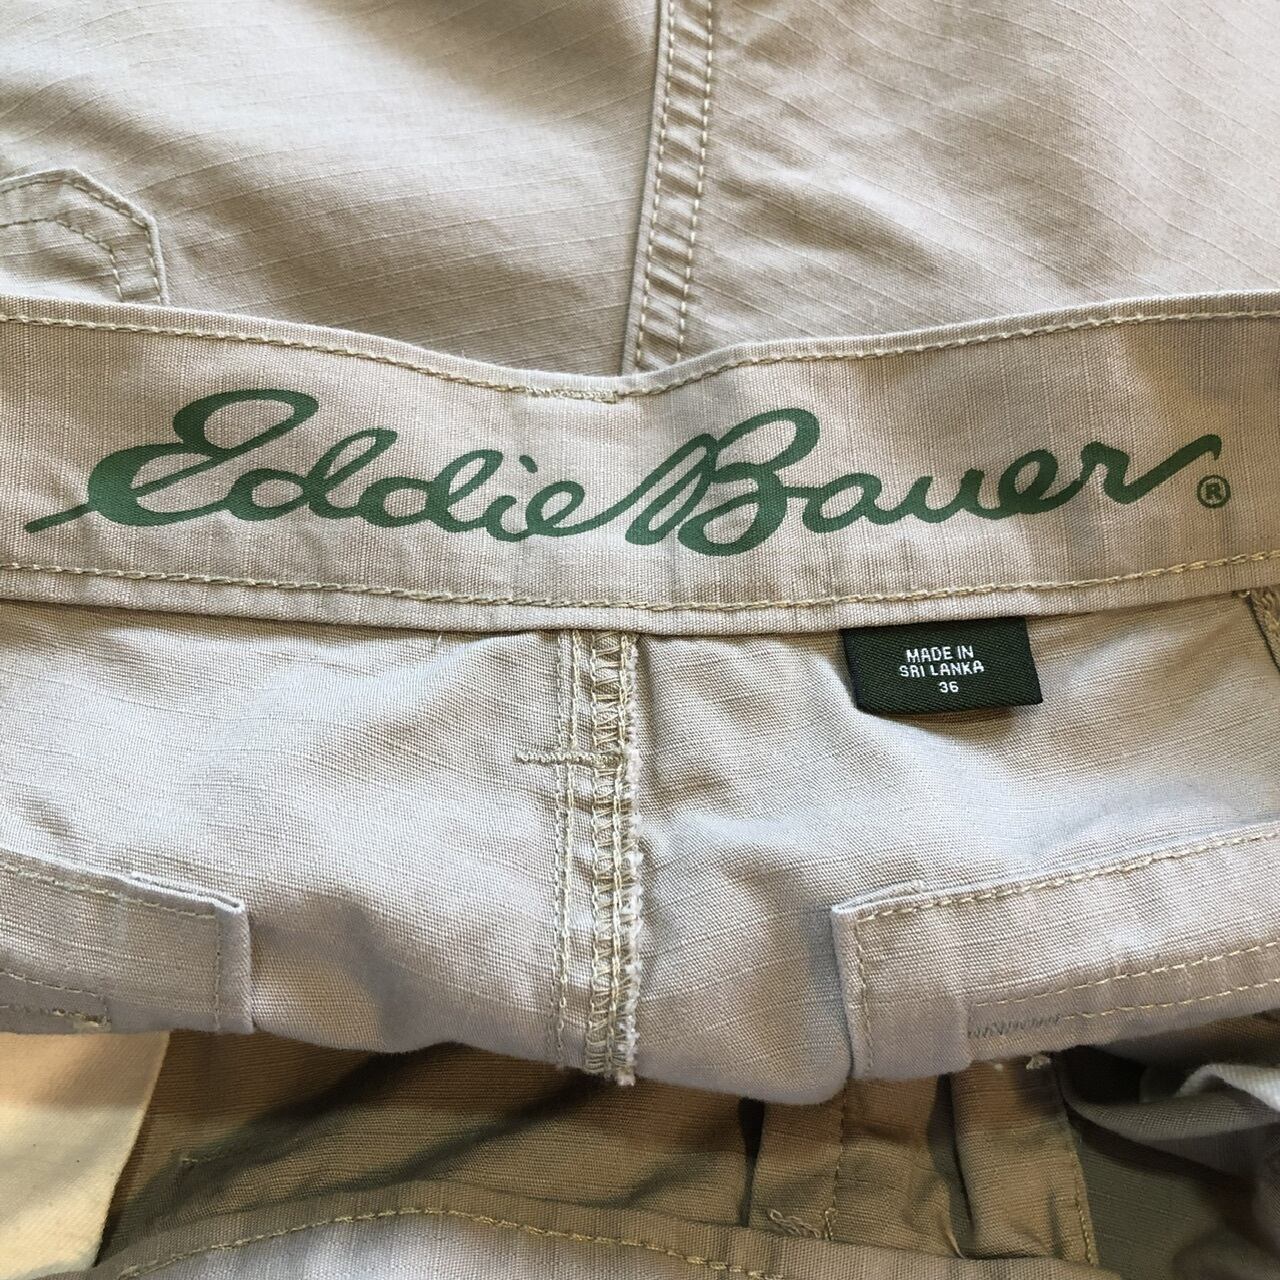 Eddie Bauer®
MADE IN
SRI LANKA
36